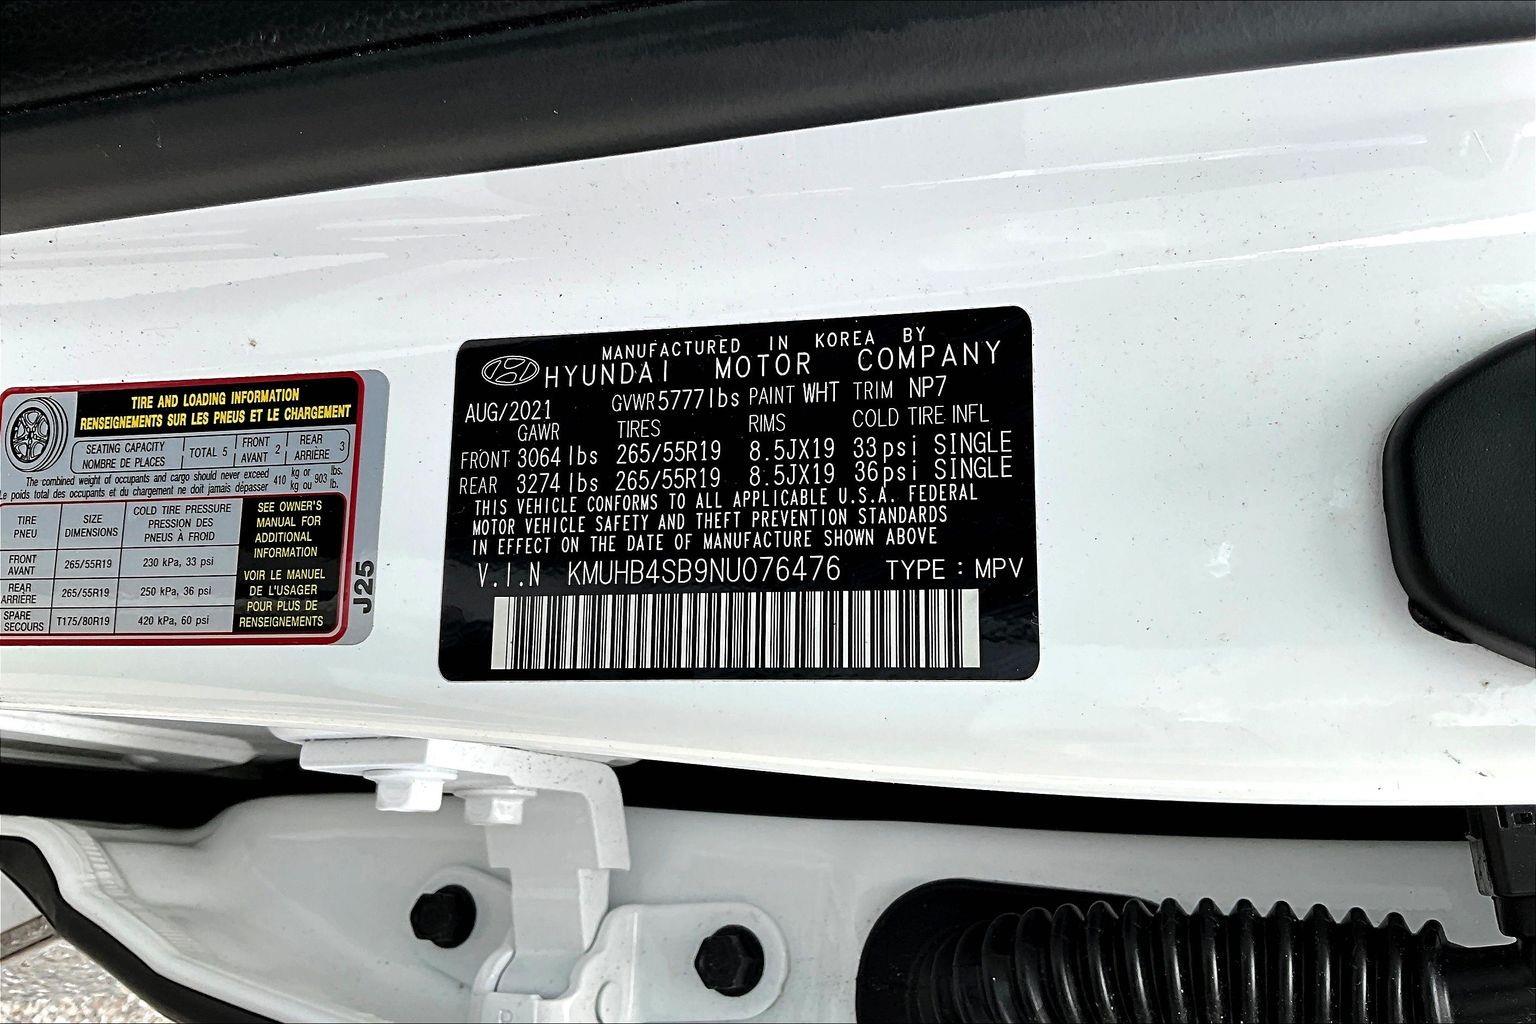 TIRE AND LOADING INFORMATION
RENSEIGNEMENTS SUR LES PNEUS ET LE CHARGEMENT
SEATING CAPACITY
NOMBRE DE PLACES
TOTAL 5
FRONT
AVANT 2
REAR
ARRIÈRE 3
The combined weight of occupants and cargo should never exceed 410 kg or 903 lbs.
Le poids total des occupants et du chargement ne doit jamais dépasser kg ou lb.
TIRE
PNEU
SIZE
DIMENSIONS
COLD TIRE PRESSURE
PRESSION DES
PNEUS À FROID
FRONT
AVANT
265/55R19
230 kPa, 33 psi
REAR
ARRIÈRE
265/55R19
250 kPa, 36 psi
SPARE
SECOURS
T175/80R19
420 kPa, 60 psi
SEE OWNER'S
MANUAL FOR
ADDITIONAL
INFORMATION
VOIR LE MANUEL
DE L'USAGER
POUR PLUS DE
RENSEIGNEMENTS
J25
MANUFACTURED IN KOREA BY
HYUNDAI MOTOR COMPANY
AUG/2021 GVWR 5777 lbs PAINT WHT TRIM NP7
GAWR TIRES RIMS COLD TIRE INFL
FRONT 3064 lbs 265/55R19 8.5JX19 33psi SINGLE
REAR 3274 lbs 265/55R19 8.5JX19 36psi SINGLE
THIS VEHICLE CONFORMS TO ALL APPLICABLE U.S.A. FEDERAL
MOTOR VEHICLE SAFETY AND THEFT PREVENTION STANDARDS
IN EFFECT ON THE DATE OF MANUFACTURE SHOWN ABOVE
V.I.N KMUHB4SB9NU076476 TYPE : MPV